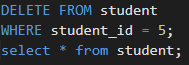 DELETE FROM student
WHERE student_id = 5;
select * from student;